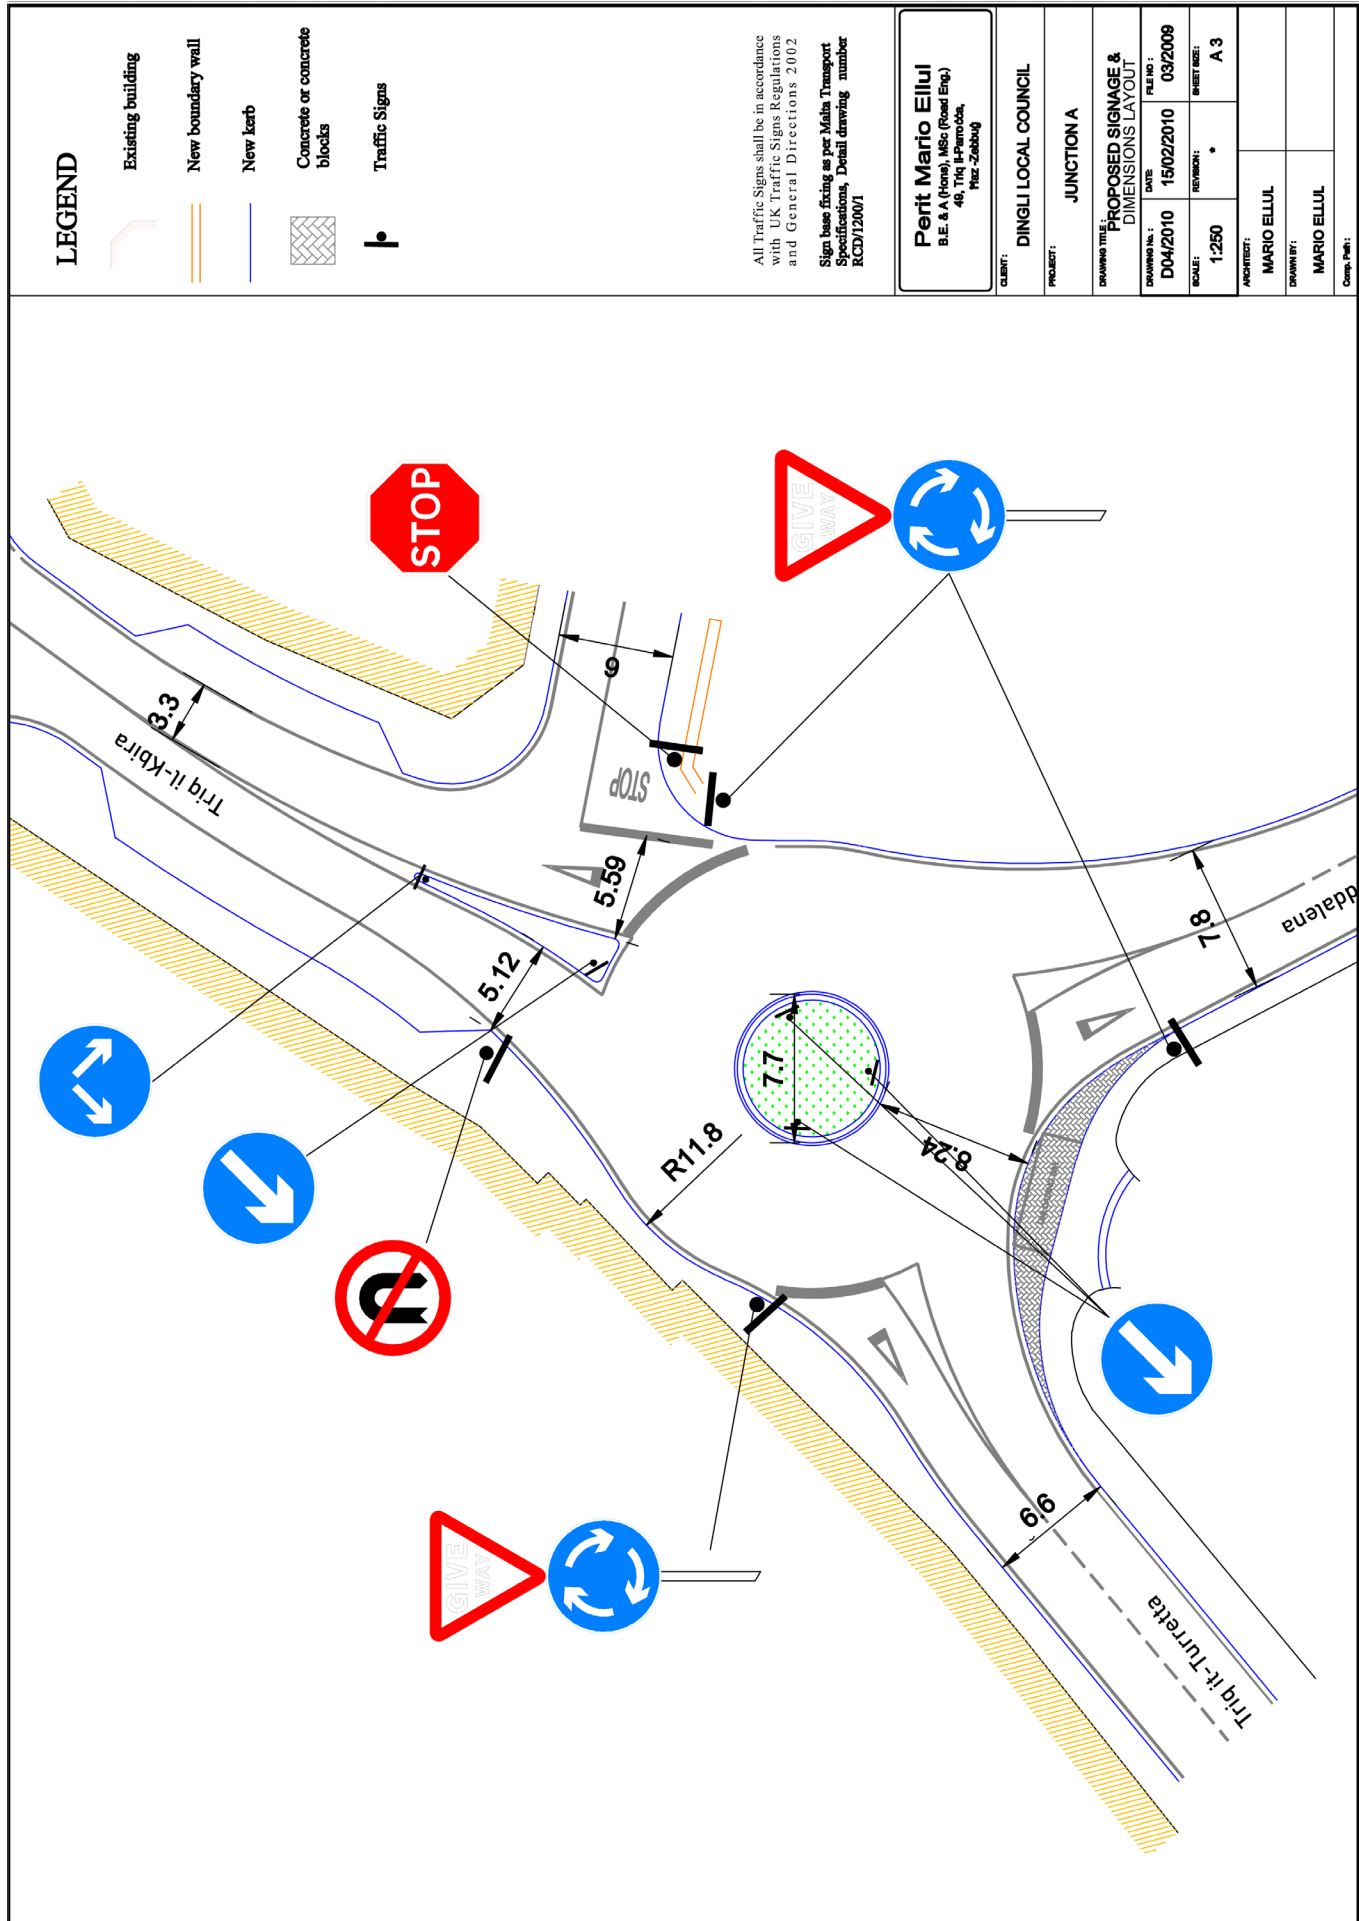 LEGEND
Existing building
New boundary wall
New kerb
Concrete or concrete
blocks
Traffic Signs
All Traffic Signs shall be in accordance
with UK Traffic Signs Regulations
and General Directions 2002
Sign base fixing as per Malta Transport
Specifications, Detail drawing number
RCD/1200/1
Perit Mario Ellul
B.E. & A (Hons), MSc (Road Eng.)
49, Triq il-Parroċċa,
Ħaz-Żebbuġ
CLIENT:
DINGLI LOCAL COUNCIL
PROJECT:
JUNCTION A
DRAWING TITLE:
PROPOSED SIGNAGE &
DIMENSIONS LAYOUT
DRAWING No.:
D04/2010
DATE:
15/02/2010
FILE NO:
03/2009
SCALE:
1:250
REVISION:
*
SHEET SIZE:
A3
ARCHITECT:
MARIO ELLUL
DRAWN BY:
MARIO ELLUL
Comp. Path:
STOP
GIVE
WAY
3.3
Triq il-Kbira
9
STOP
5.59
5.12
7.7
R11.8
6.24
7.8
ddalena
GIVE
WAY
6.6
Triq it-Turretta